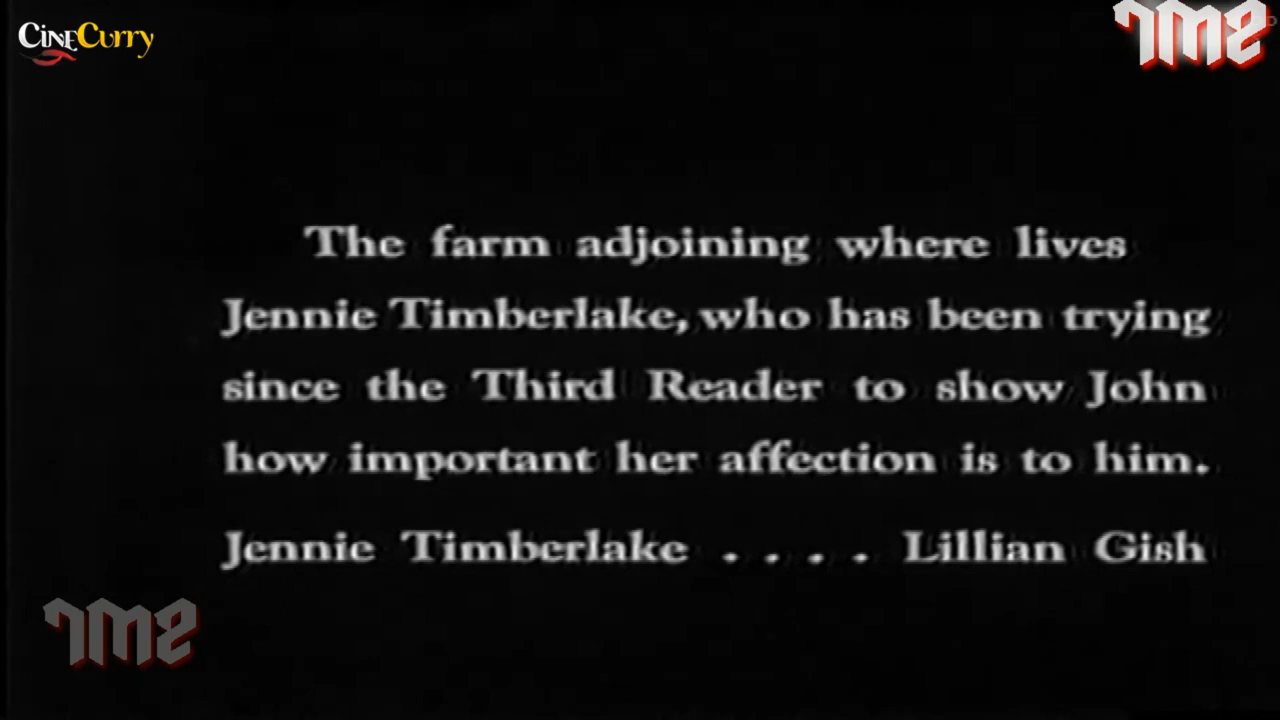 CineCurry
The farm adjoining where lives
Jennie Timberlake, who has been trying
since the Third Reader to show John
how important her affection is to him.
Jennie Timberlake . . . . Lillian Gish